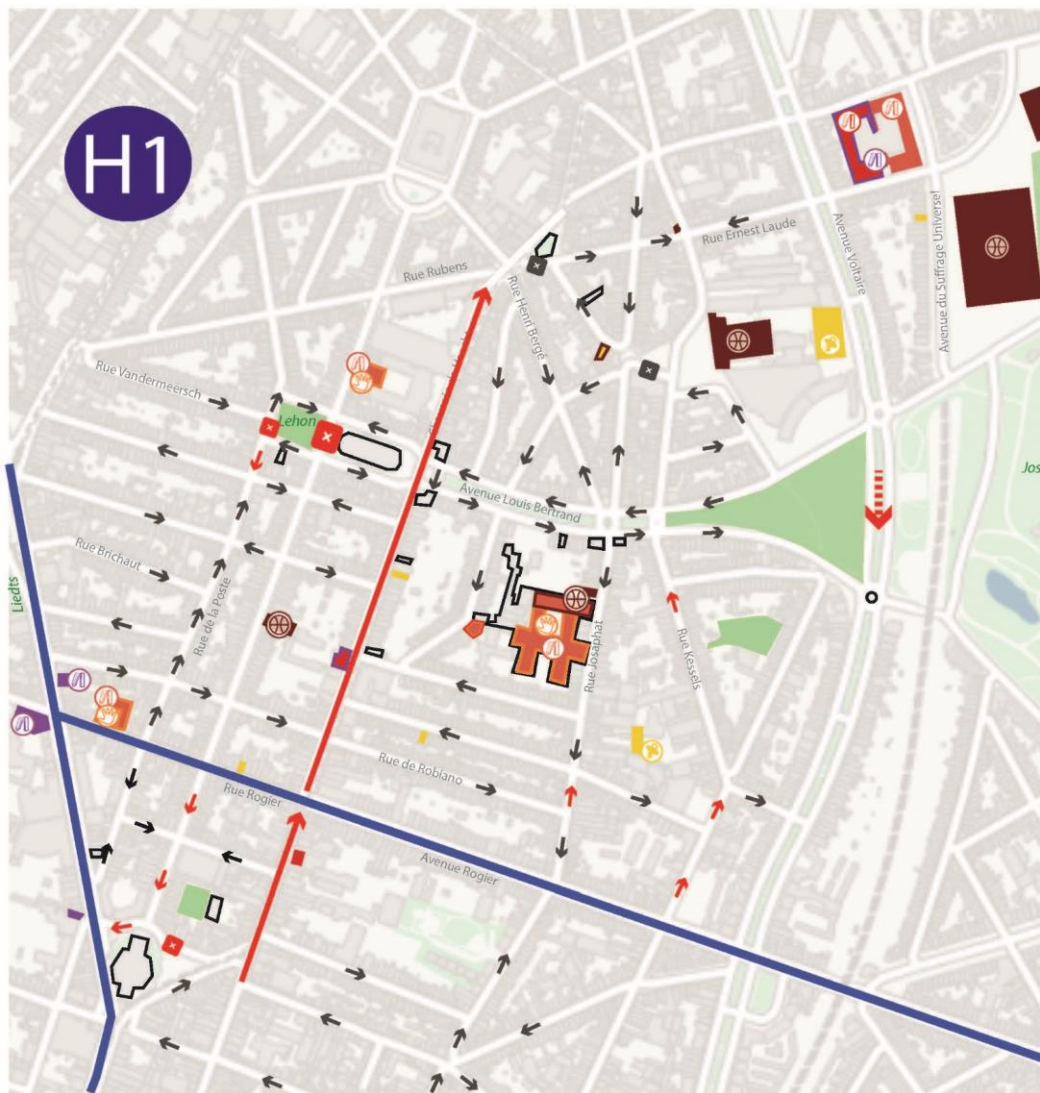 H1
Rue Ernest Laude
Avenue Voltaire
Avenue du Suffrage Universel
Rue Rubens
Rue Henri Bergé
Rue Vandermeersch
Lehon
Jos
Avenue Louis Bertrand
Rue Brichaut
Liedts
Rue de la Poste
Rue Josaphat
Rue Kessels
Rue de Robiano
Rue Rogier
Avenue Rogier